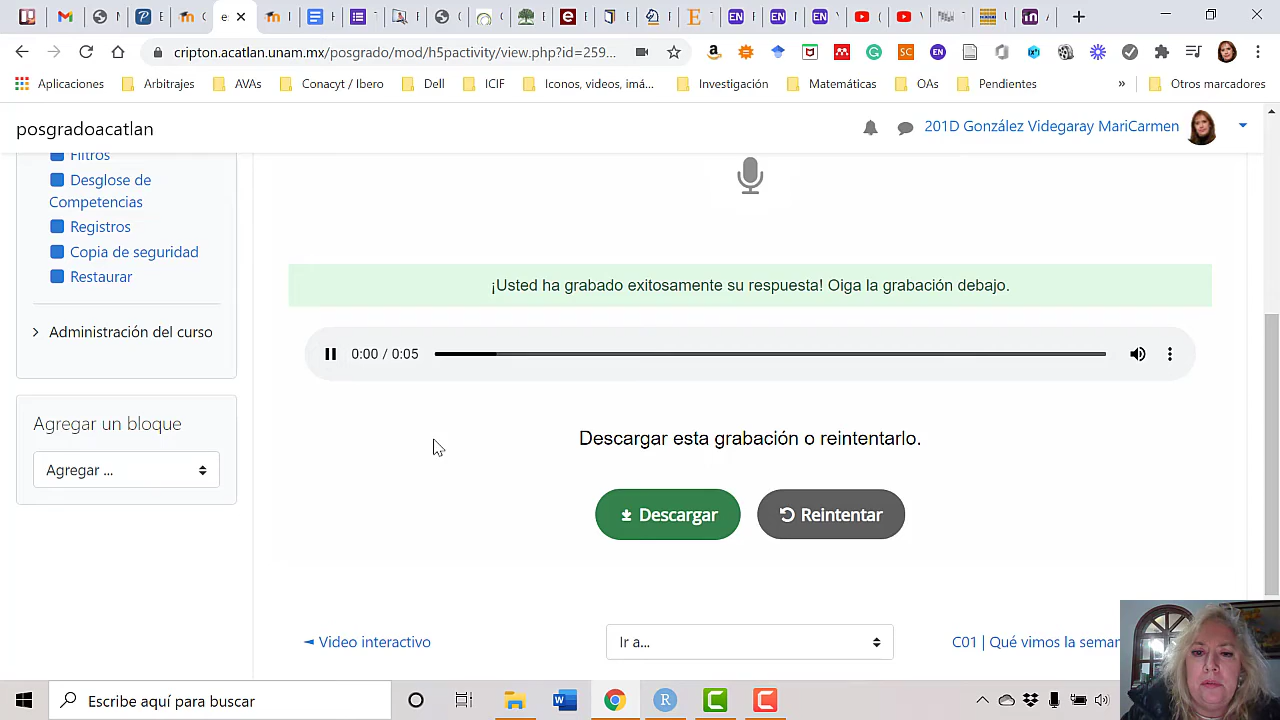 cripton.acatlan.unam.mx/posgrado/mod/h5pactivity/view.php?id=259...
Aplicaciones
Arbitrajes
AVAs
Conacyt / Ibero
Dell
ICIF
Iconos, videos, imá...
Investigación
Matemáticas
OAs
Pendientes
»
Otros marcadores
posgradoacatlan
201D González Videgaray MariCarmen
Filtros
Desglose de
Competencias
Registros
Copia de seguridad
Restaurar
Administración del curso
Agregar un bloque
Agregar ...
¡Usted ha grabado exitosamente su respuesta! Oiga la grabación debajo.
0:00 / 0:05
Descargar esta grabación o reintentarlo.
Descargar
Reintentar
◄ Video interactivo
Ir a...
C01 | Qué vimos la seman
Escribe aquí para buscar